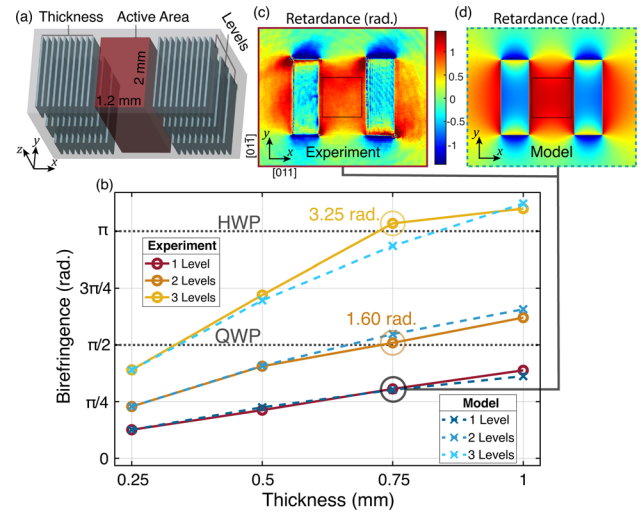 (a)
Thickness
Active Area
Levels
2 mm
1.2 mm
z
y
x
(c)
Retardance (rad.)
y
x
Experiment
[01̄1̄]
[011]
1
0.5
0
-0.5
-1
(d)
Retardance (rad.)
y
x
Model
(b)
Birefringence (rad.)
π
3π/4
π/2
π/4
0
HWP
3.25 rad.
Experiment
1 Level
2 Levels
3 Levels
QWP
1.60 rad.
Model
1 Level
2 Levels
3 Levels
0.25
0.5
0.75
1
Thickness (mm)